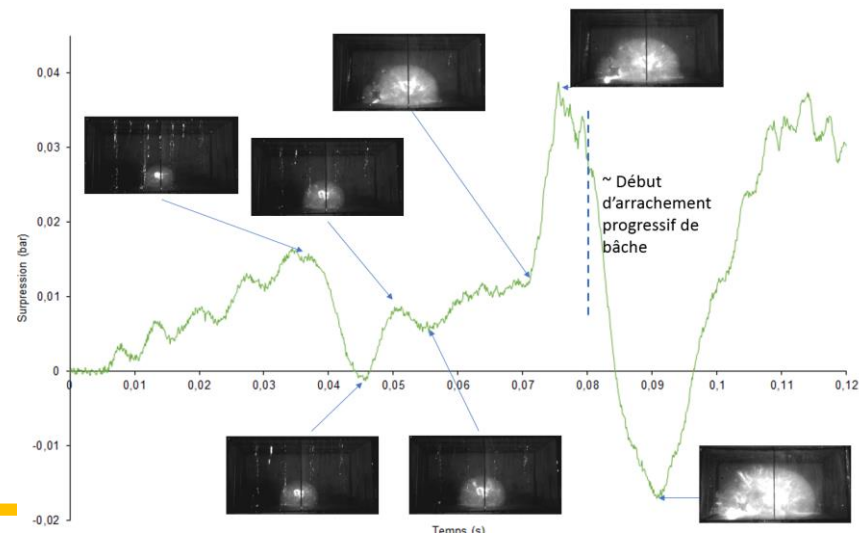 0,04
0,03
0,02
0,01
0
-0,01
-0,02
Surpression (bar)
0 0,01 0,02 0,03 0,04 0,05 0,06 0,07 0,08 0,09 0,1 0,11 0,12
~ Début
d'arrachement
progressif de
bâche
Temps (s)